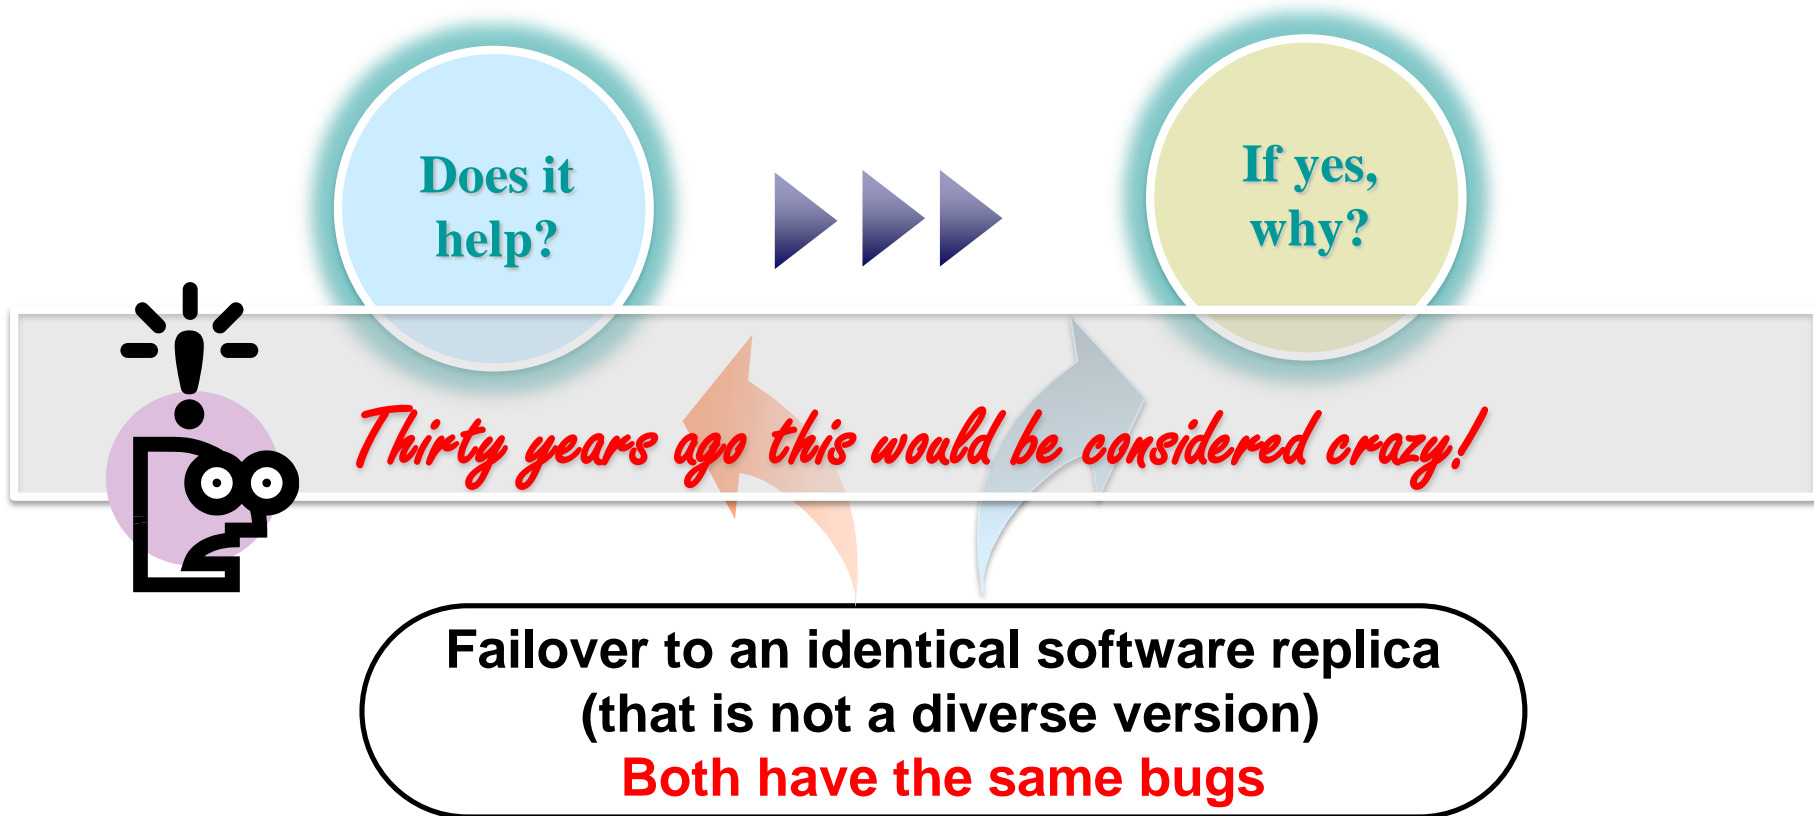 Does it
help?
If yes,
why?
Thirty years ago this would be considered crazy!
Failover to an identical software replica
(that is not a diverse version)
Both have the same bugs